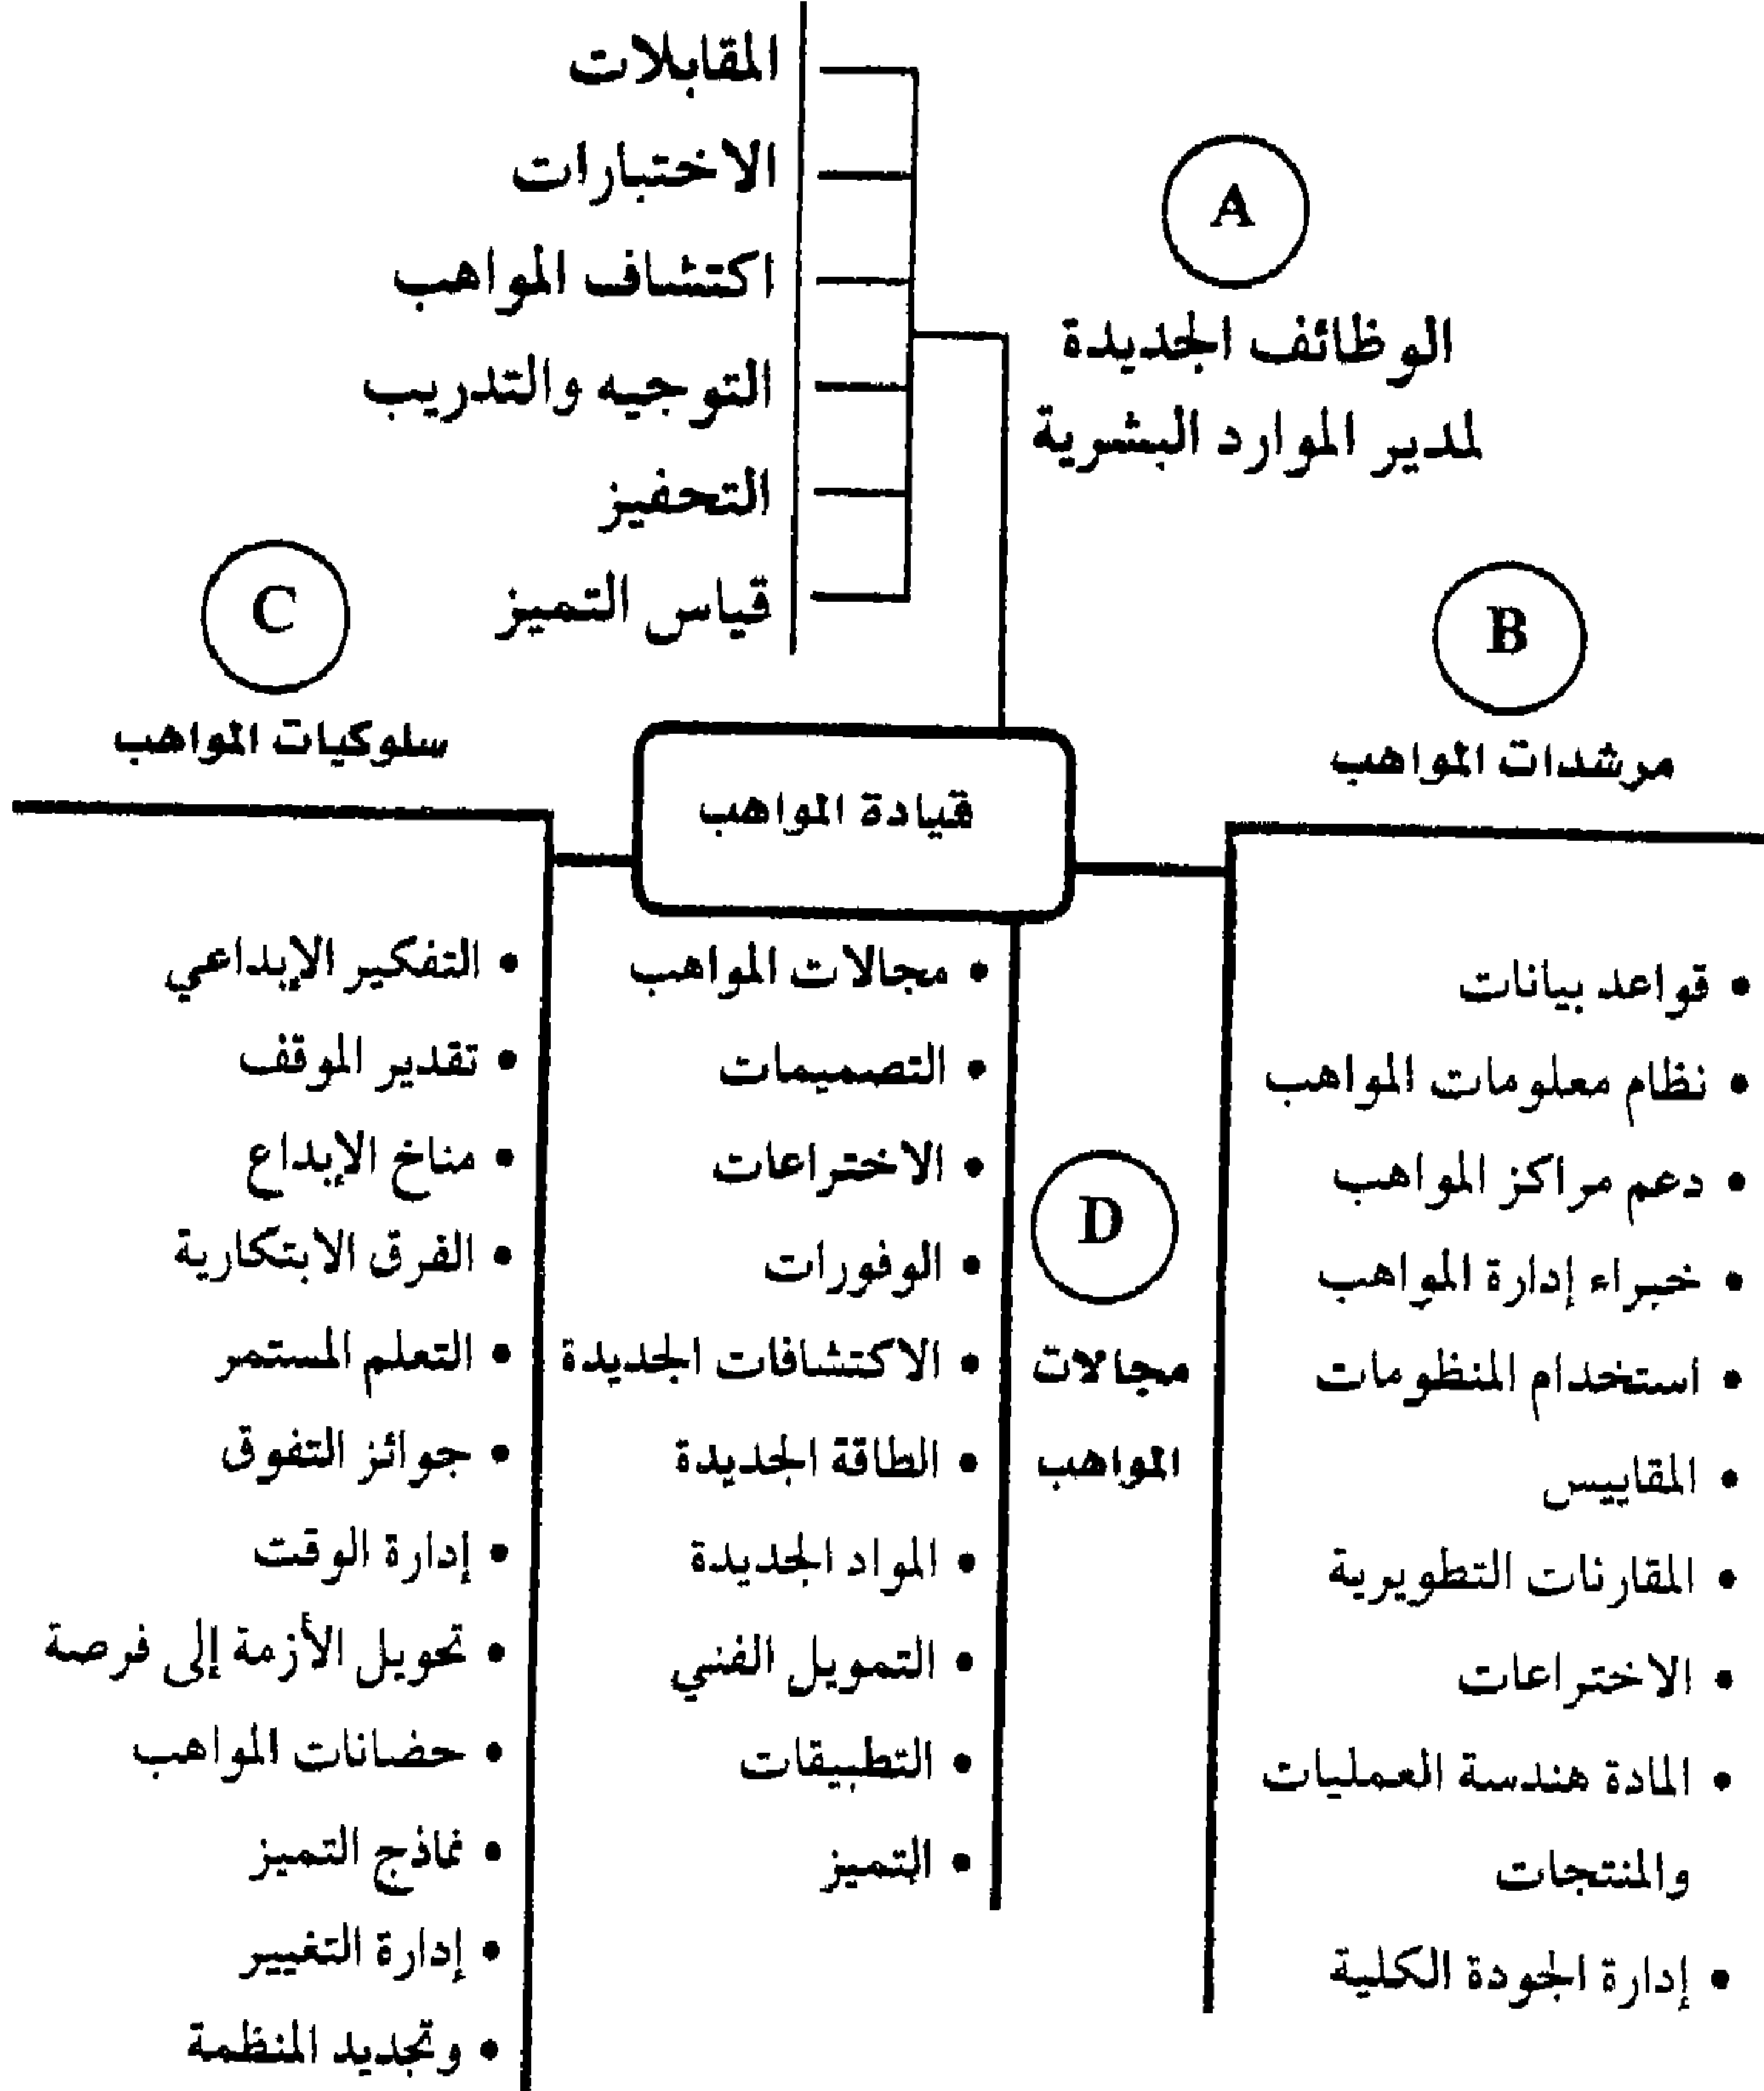 A
الوظائف الجديدة
لمدير الموارد البشرية
المقابلات
الاختبارات
اكتشاف المواهب
التوجيه والتدريب
التحفيز
قياس التميز
قيادة المواهب
B
مرشدات المواهب
• قواعد بيانات
• نظام معلومات المواهب
• دعم مراكز المواهب
• خبراء إدارة المواهب
• استخدام المنظومات
• المقاييس
• المقارنات التطويرية
• الاختراعات
• المادة هندسة العمليات
والمنتجات
• إدارة الجودة الكلية
C
سلوكيات المواهب
• التفكير الإبداعي
• تقدير الموقف
• مناخ الإبداع
• الفرق الابتكارية
• التعلم المستمر
• جوائز التفوق
• إدارة الوقت
• تحويل الأزمة إلى فرصة
• حضانات المواهب
• نماذج التميز
• إدارة التغيير
• وتجديد المنظمة
D
مجالات
المواهب
• مجالات المواهب
• التصميمات
• الاختراعات
• الوفورات
• الاكتشافات الجديدة
• الطاقة الجديدة
• المواد الجديدة
• التمويل الفني
• التطبيقات
• التميز